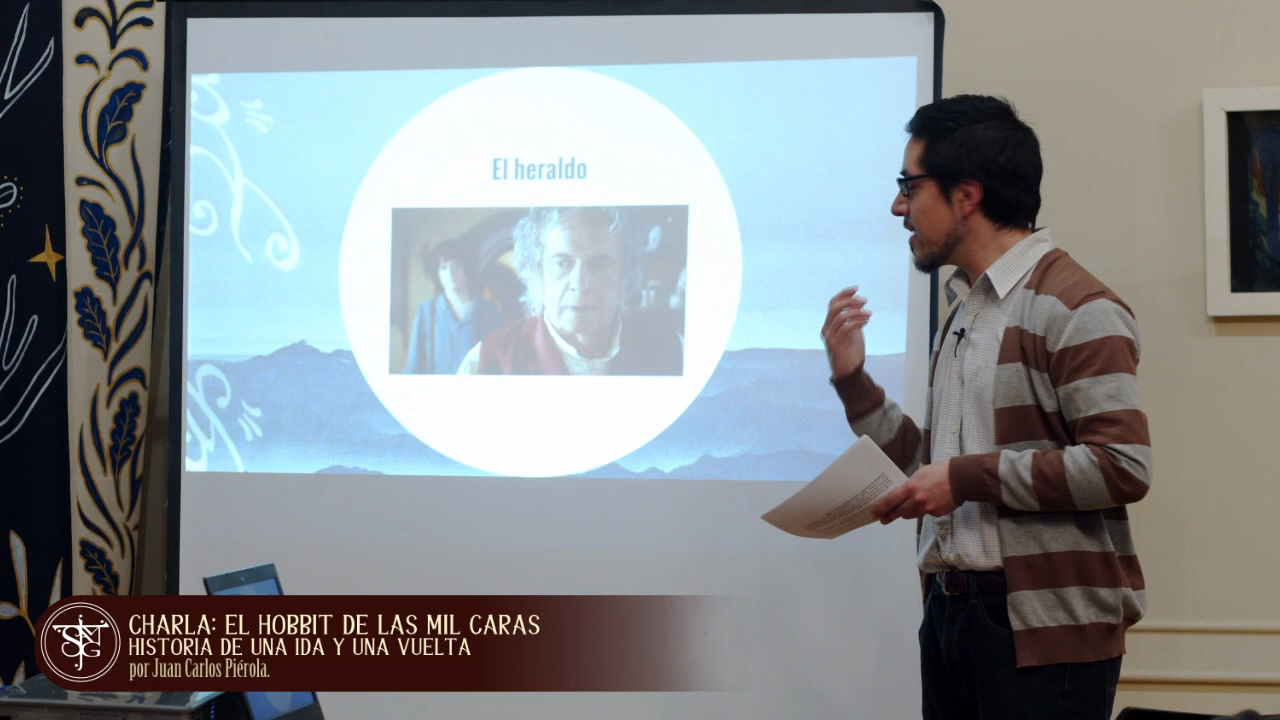 El heraldo
CHARLA: EL HOBBIT DE LAS MIL CARAS
HISTORIA DE UNA IDA Y UNA VUELTA
por Juan Carlos Piérola.